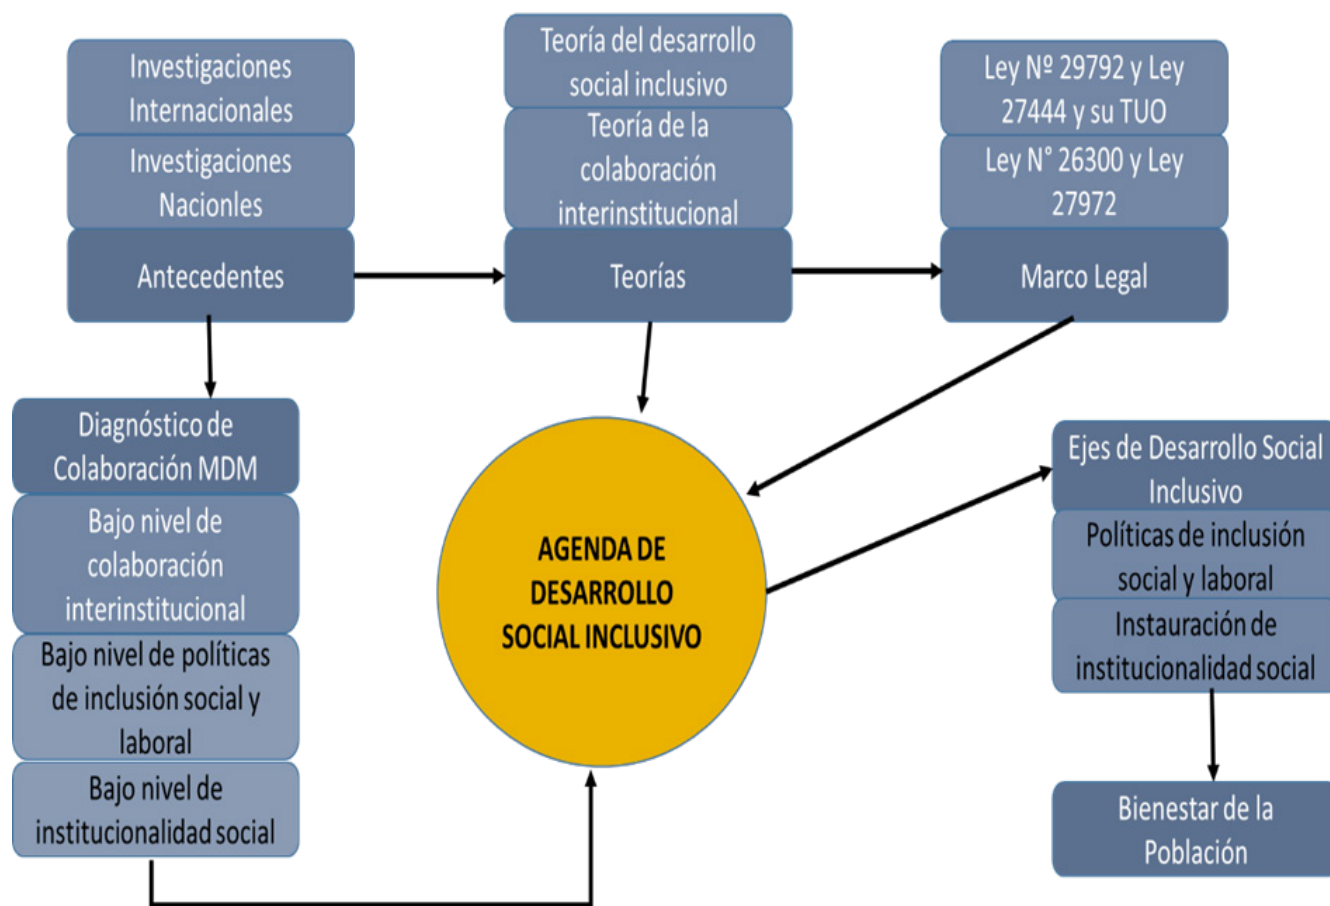 Investigaciones
Internacionales
Investigaciones
Nacionles
Antecedentes
Teoría del desarrollo
social inclusivo
Teoría de la
colaboración
interinstitucional
Teorías
Ley Nº 29792 y Ley
27444 y su TUO
Ley N° 26300 y Ley
27972
Marco Legal
Diagnóstico de
Colaboración MDM
Bajo nivel de
colaboración
interinstitucional
Bajo nivel de políticas
de inclusión social y
laboral
Bajo nivel de
institucionalidad social
AGENDA DE
DESARROLLO
SOCIAL INCLUSIVO
Ejes de Desarrollo Social
Inclusivo
Políticas de inclusión
social y laboral
Instauración de
institucionalidad social
Bienestar de la
Población